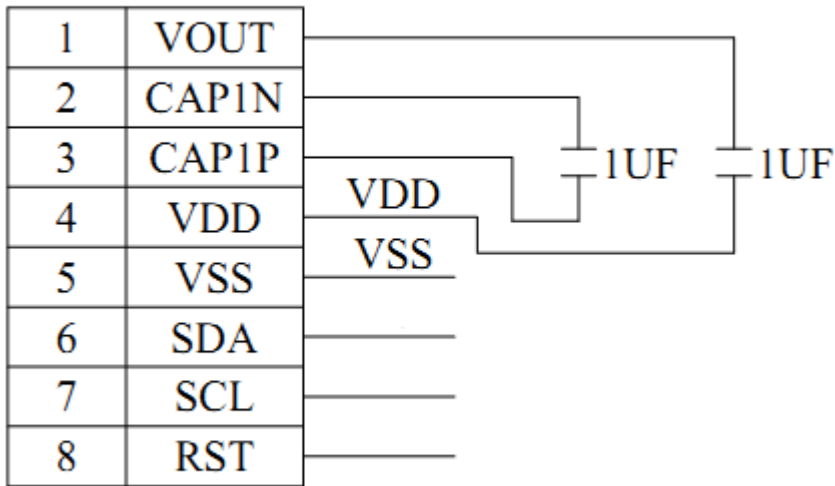 1 VOUT
2 CAP1N
3 CAP1P 1UF 1UF
4 VDD VDD
5 VSS VSS
6 SDA
7 SCL
8 RST